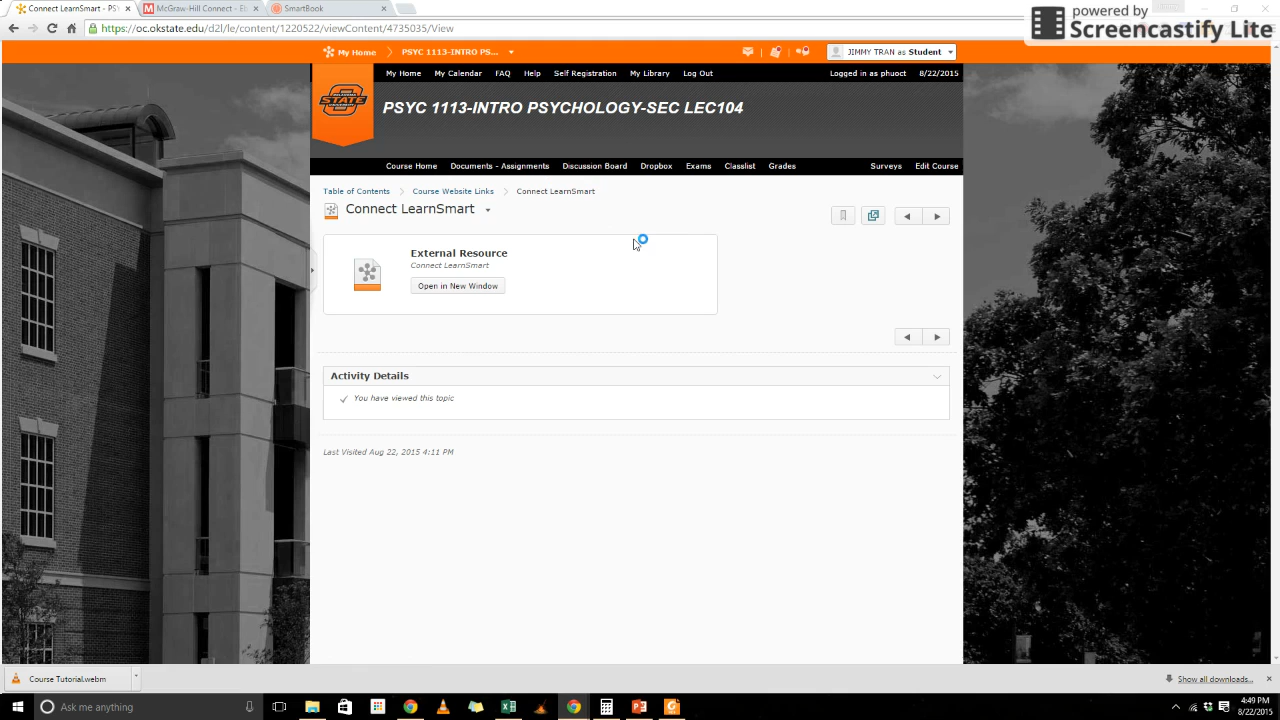 Connect LearnSmart - PSY
McGraw-Hill Connect - Et
SmartBook
powered by
Screencastify Lite
https://oc.okstate.edu/d2l/le/content/1220522/viewContent/4735035/View
My Home
PSYC 1113-INTRO PS...
JIMMY TRAN as Student
My Home My Calendar FAQ Help Self Registration My Library Log Out
Logged in as phuoct 8/22/2015
STATE
PSYC 1113-INTRO PSYCHOLOGY-SEC LEC104
Course Home Documents - Assignments Discussion Board Dropbox Exams Classlist Grades
Surveys Edit Course
Table of Contents Course Website Links Connect LearnSmart
Connect LearnSmart
External Resource
Connect LearnSmart
Open in New Window
Activity Details
You have viewed this topic
Last Visited Aug 22, 2015 4:11 PM
Course Tutorial.webm
Show all downloads...
Ask me anything
4:49 PM
8/22/2015